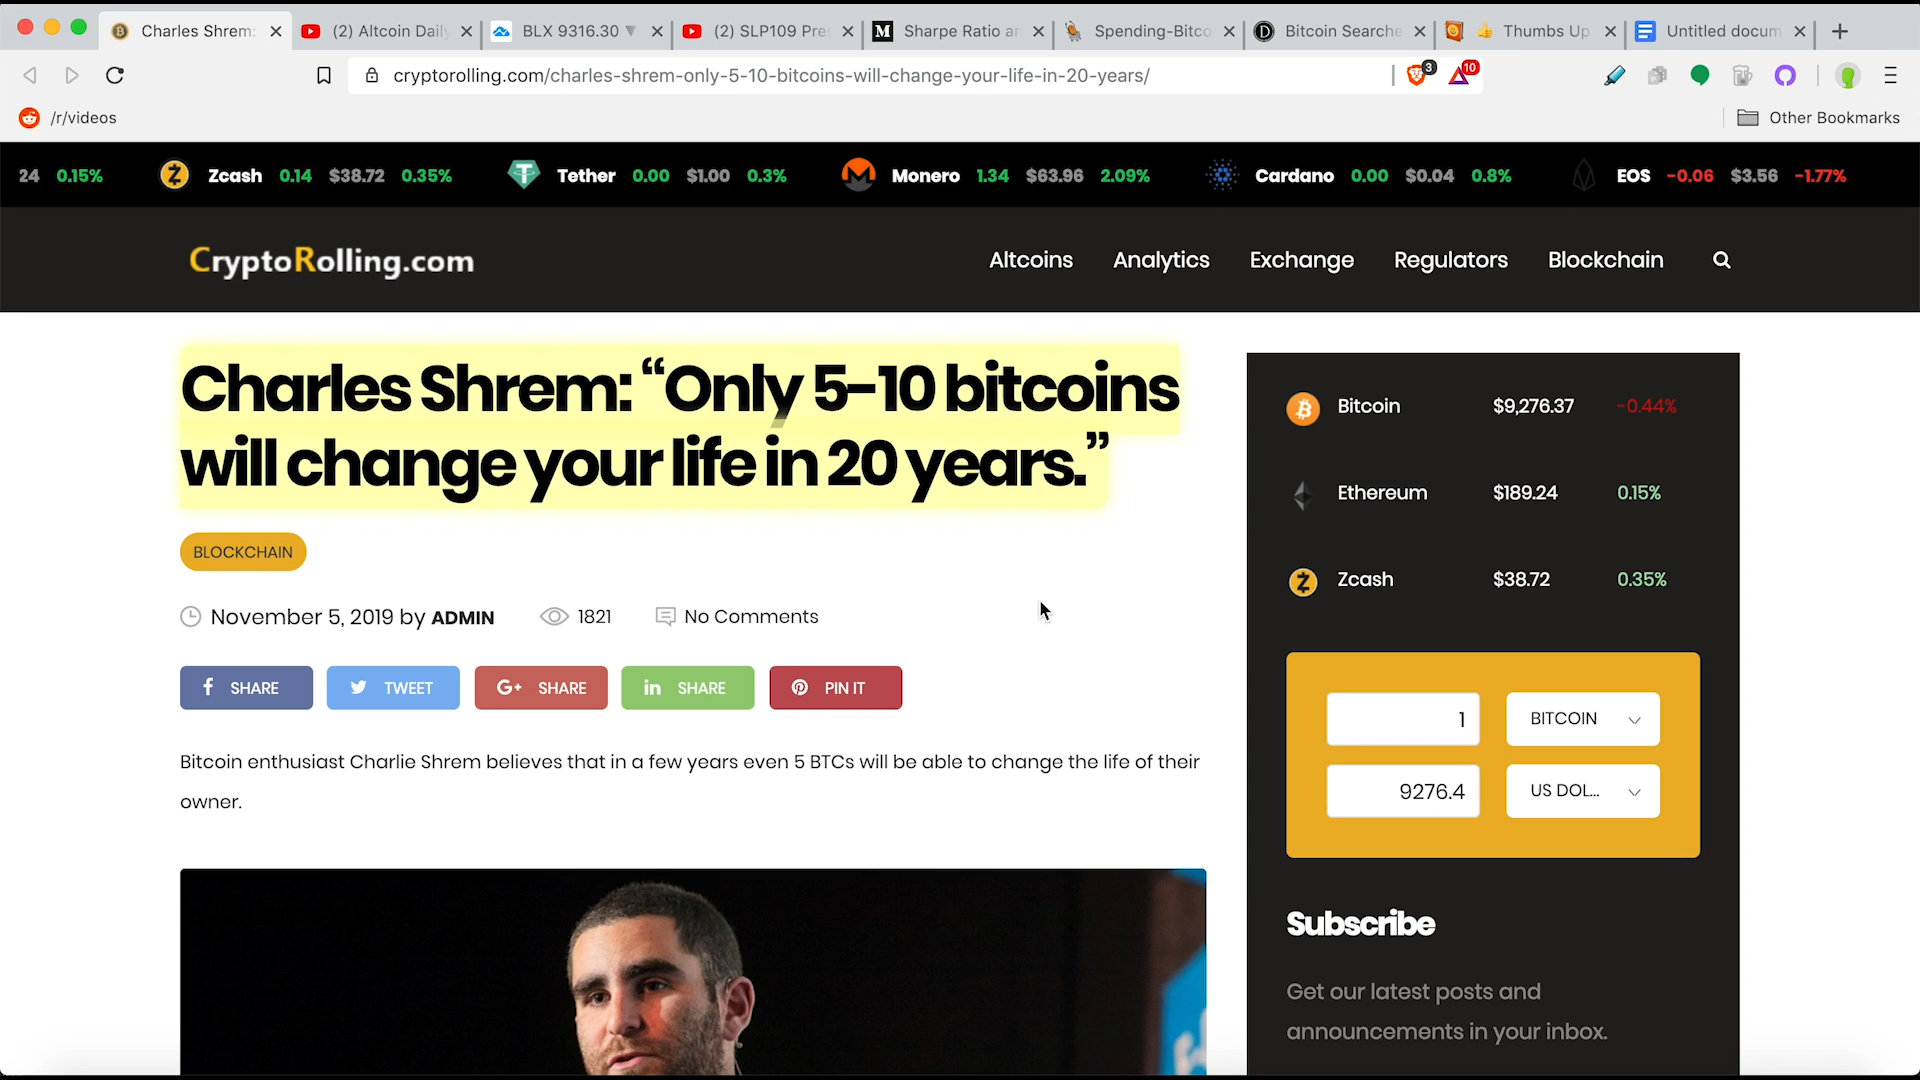 Charles Shrem:
(2) Altcoin Daily
BLX 9316.30 ▼
(2) SLP109 Pre
Sharpe Ratio a
Spending-Bitco
Bitcoin Searche
👍 Thumbs Up
Untitled docum
cryptorolling.com/charles-shrem-only-5-10-bitcoins-will-change-your-life-in-20-years/
3
10
/r/videos
Other Bookmarks
24 0.15%
Zcash 0.14 $38.72 0.35%
Tether 0.00 $1.00 0.3%
Monero 1.34 $63.96 2.09%
Cardano 0.00 $0.04 0.8%
EOS -0.06 $3.56 -1.77%
CryptoRolling.com
Altcoins
Analytics
Exchange
Regulators
Blockchain
Charles Shrem: “Only 5–10 bitcoins
will change your life in 20 years.”
BLOCKCHAIN
November 5, 2019 by ADMIN
1821
No Comments
SHARE
TWEET
G+ SHARE
in SHARE
PIN IT
Bitcoin enthusiast Charlie Shrem believes that in a few years even 5 BTCs will be able to change the life of their
owner.
Bitcoin $9,276.37 -0.44%
Ethereum $189.24 0.15%
Zcash $38.72 0.35%
1 BITCOIN
9276.4 US DOL...
Subscribe
Get our latest posts and
announcements in your inbox.